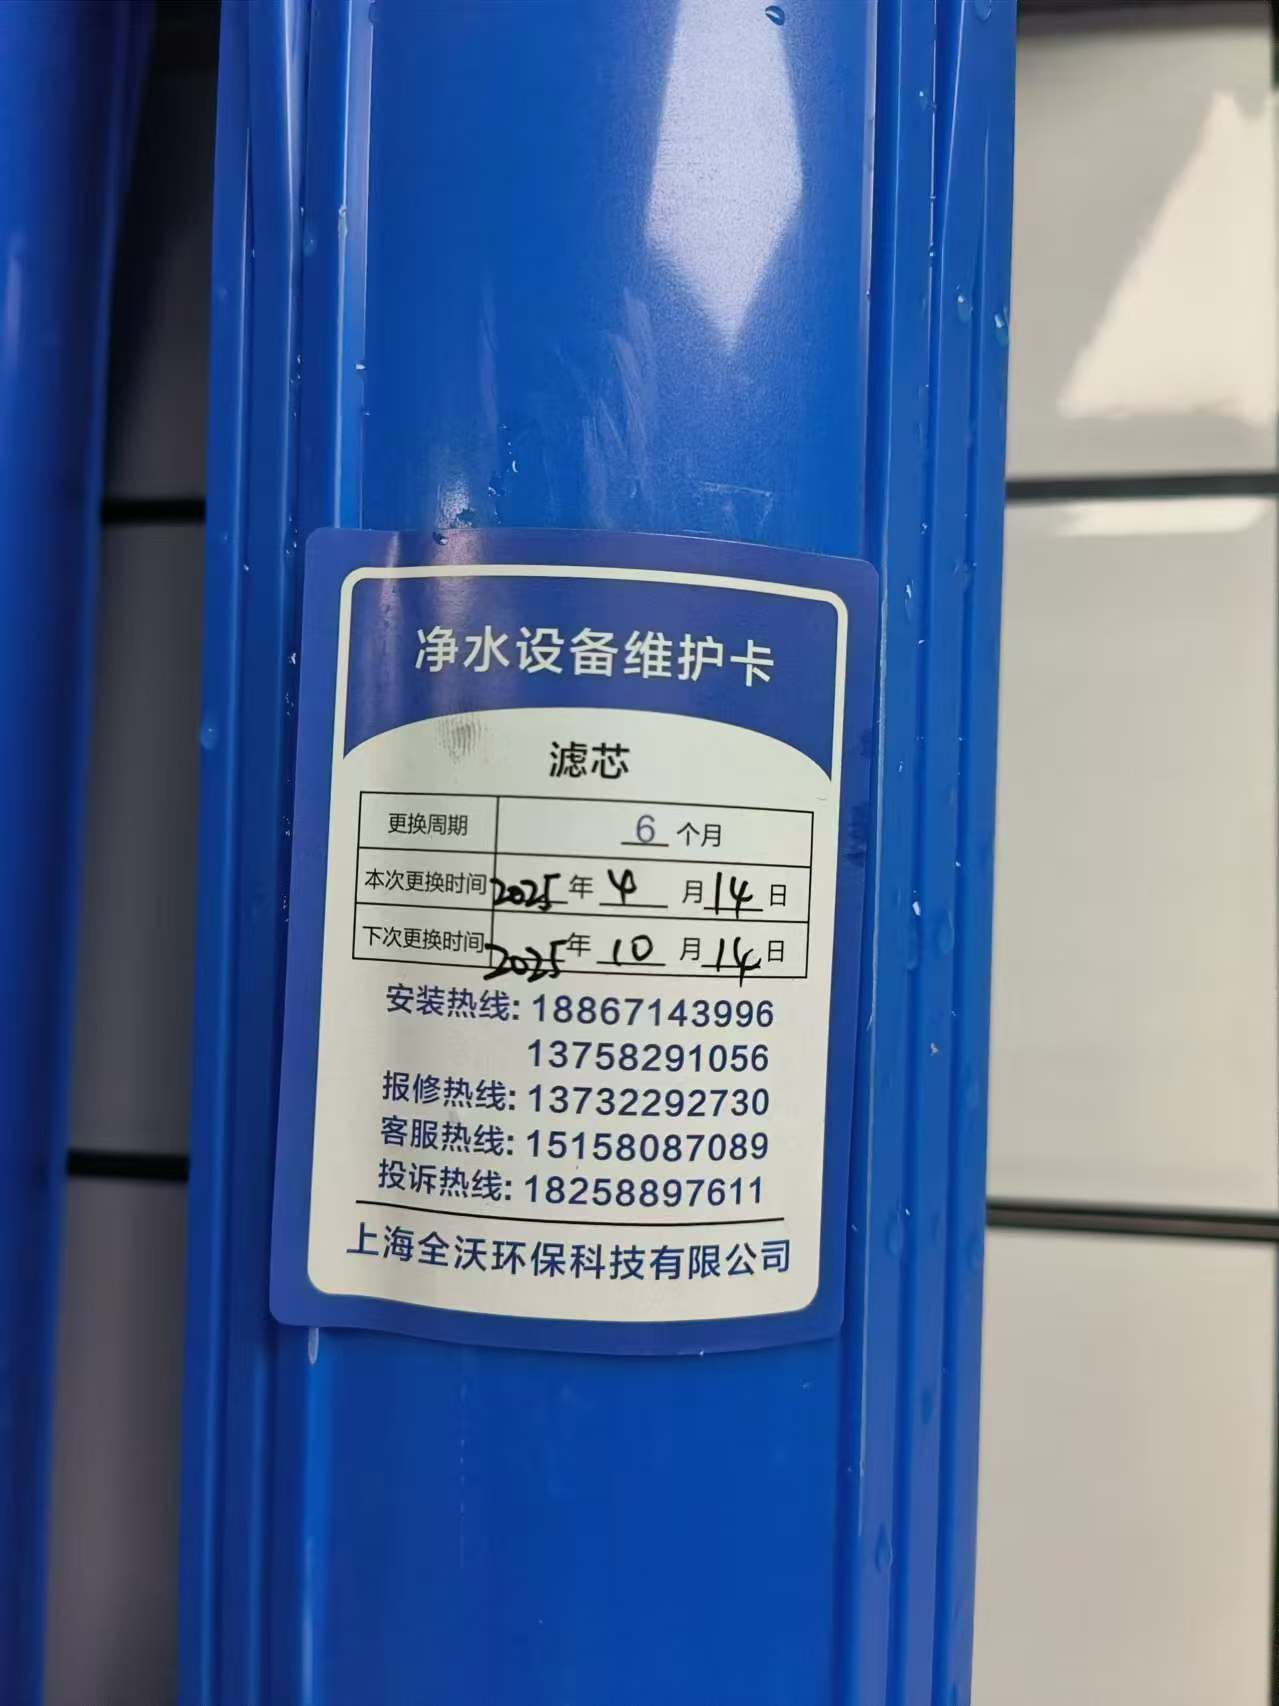 净水设备维护卡
滤芯
更换周期 6 个月
本次更换时间 2025 年 4 月 14 日
下次更换时间 2025 年 10 月 14 日
安装热线: 18867143996
13758291056
报修热线: 13732292730
客服热线: 15158087089
投诉热线: 18258897611
上海全沃环保科技有限公司